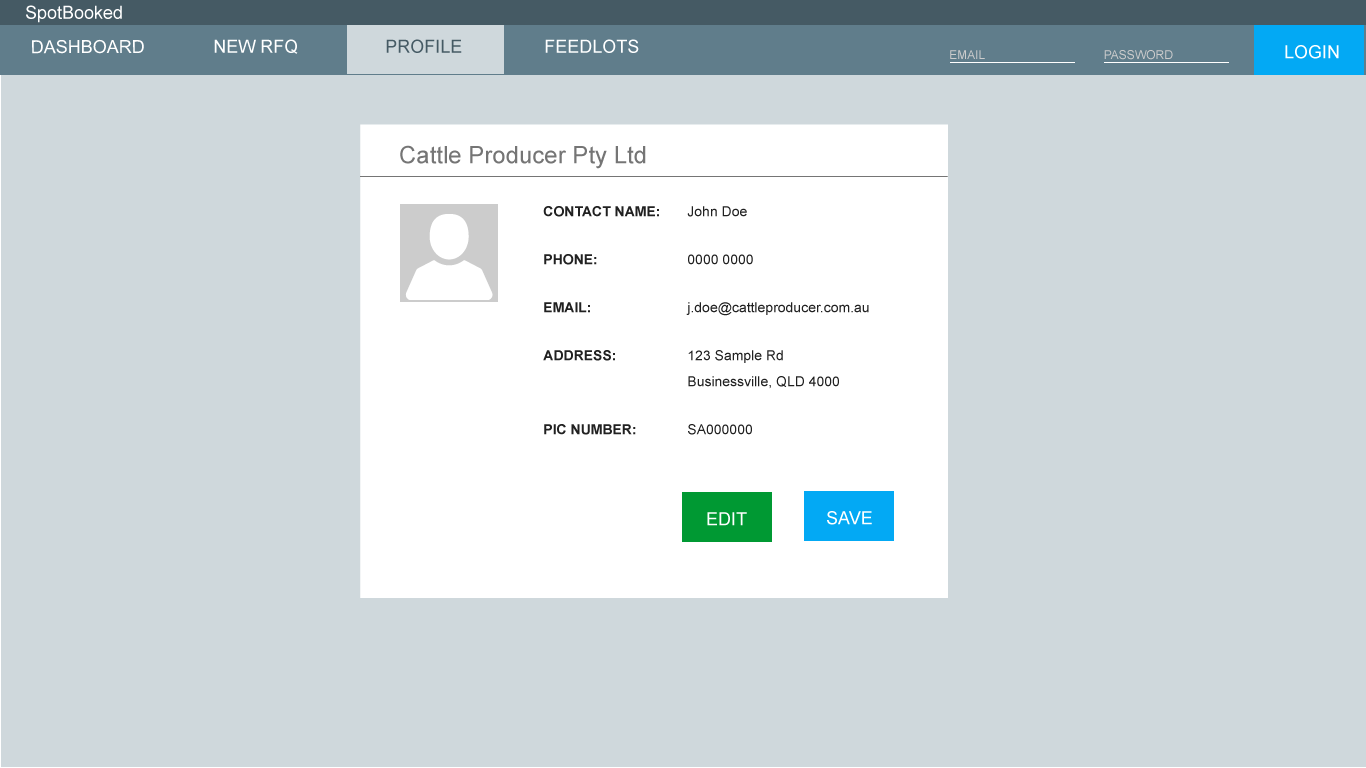 SpotBooked
DASHBOARD NEW RFQ PROFILE FEEDLOTS EMAIL PASSWORD LOGIN
Cattle Producer Pty Ltd
CONTACT NAME: John Doe
PHONE: 0000 0000
EMAIL: j.doe@cattleproducer.com.au
ADDRESS: 123 Sample Rd
Businessville, QLD 4000
PIC NUMBER: SA000000
EDIT SAVE